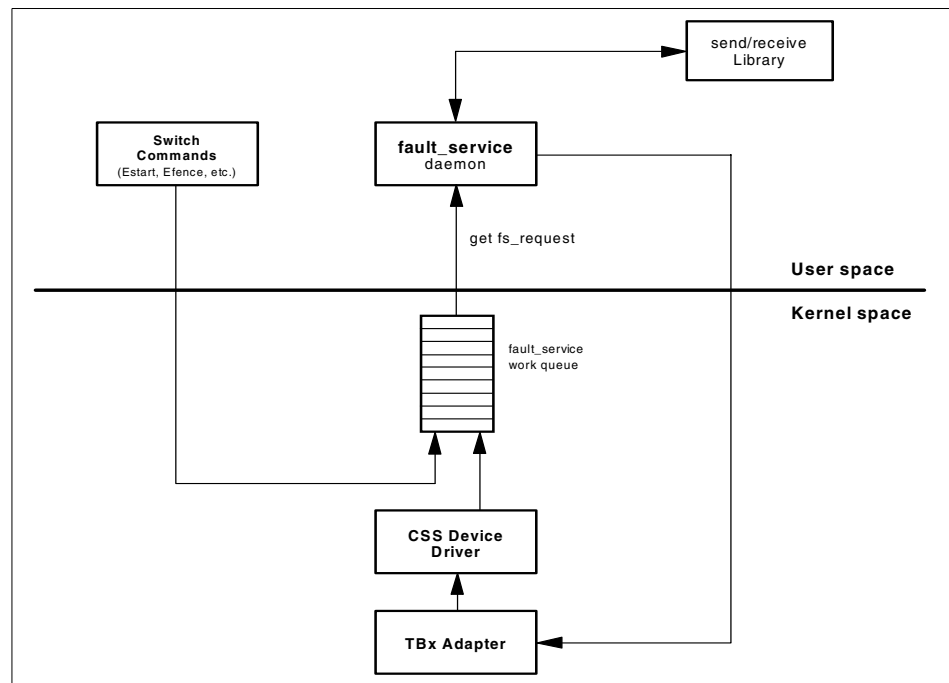 send/receive
Library
Switch
Commands
(Estart, Efence, etc.)
fault_service
daemon
get fs_request
User space
Kernel space
fault_service
work queue
CSS Device
Driver
TBx Adapter